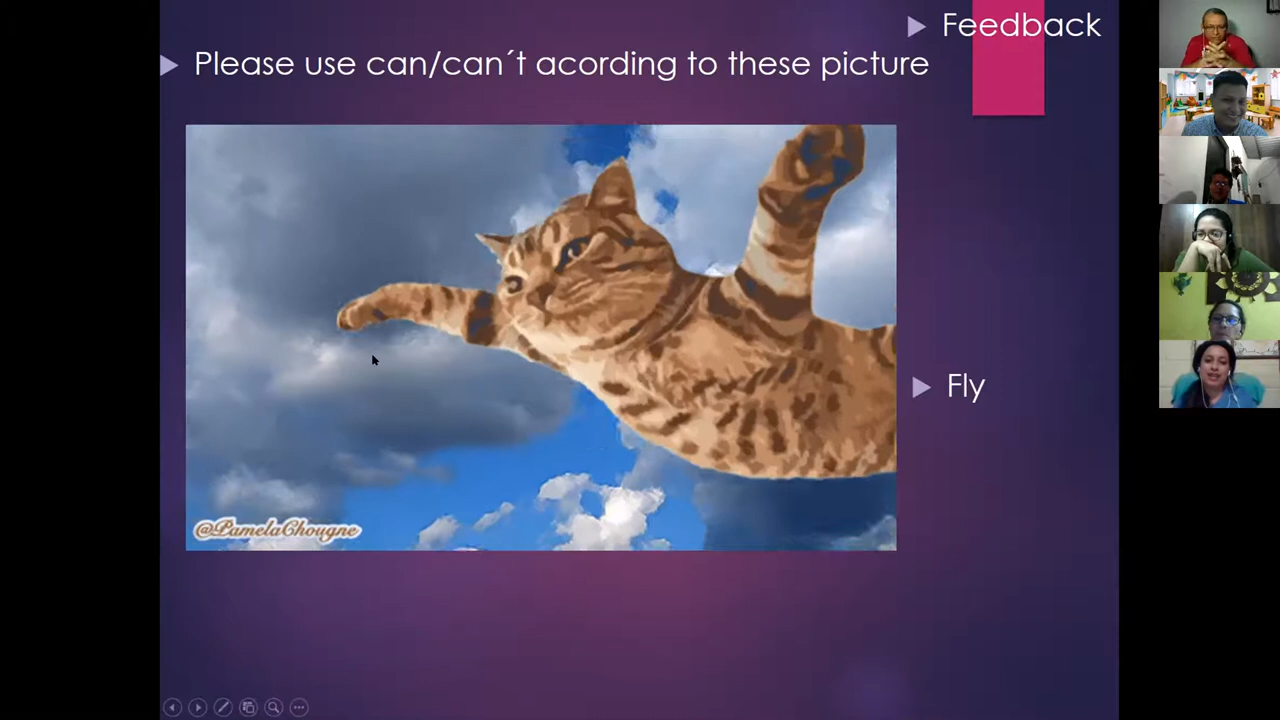 Feedback
Please use can/can´t acording to these picture
Fly
@PamelaChougne